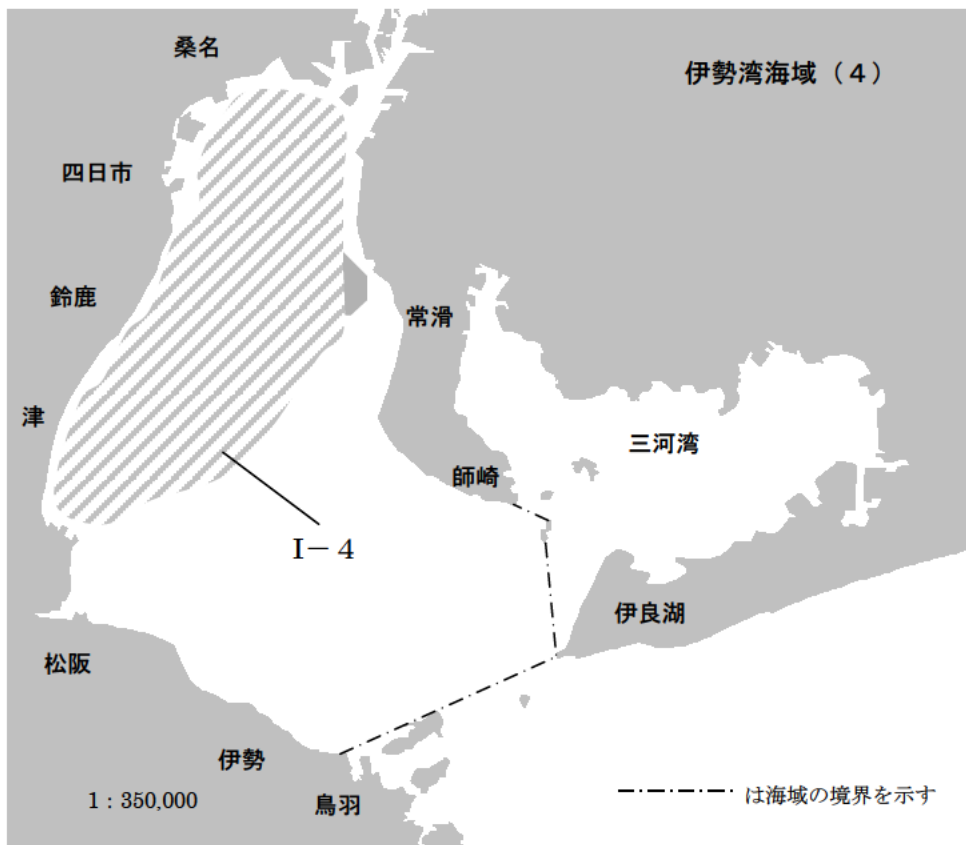 桑名
伊勢湾海域（４）
四日市
鈴鹿
常滑
津
三河湾
師崎
Ⅰ－４
伊良湖
松阪
伊勢
1：350,000
鳥羽
は海域の境界を示す